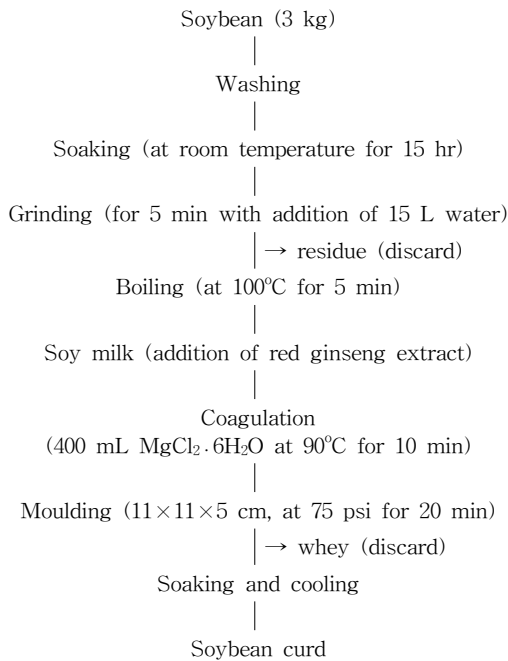 Soybean (3 kg)
Washing
Soaking (at room temperature for 15 hr)
Grinding (for 5 min with addition of 15 L water)
→ residue (discard)
Boiling (at 100°C for 5 min)
Soy milk (addition of red ginseng extract)
Coagulation
(400 mL MgCl₂·6H₂O at 90°C for 10 min)
Moulding (11×11×5 cm, at 75 psi for 20 min)
→ whey (discard)
Soaking and cooling
Soybean curd